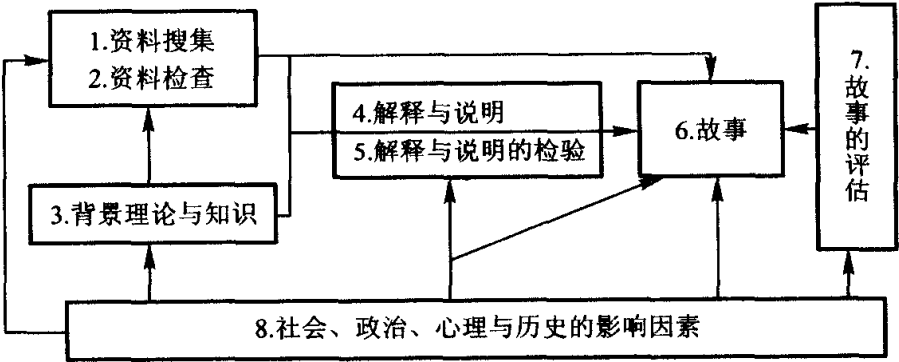 1.资料搜集
2.资料检查
4.解释与说明
5.解释与说明的检验
6.故事
7.故事的评估
3.背景理论与知识
8.社会、政治、心理与历史的影响因素